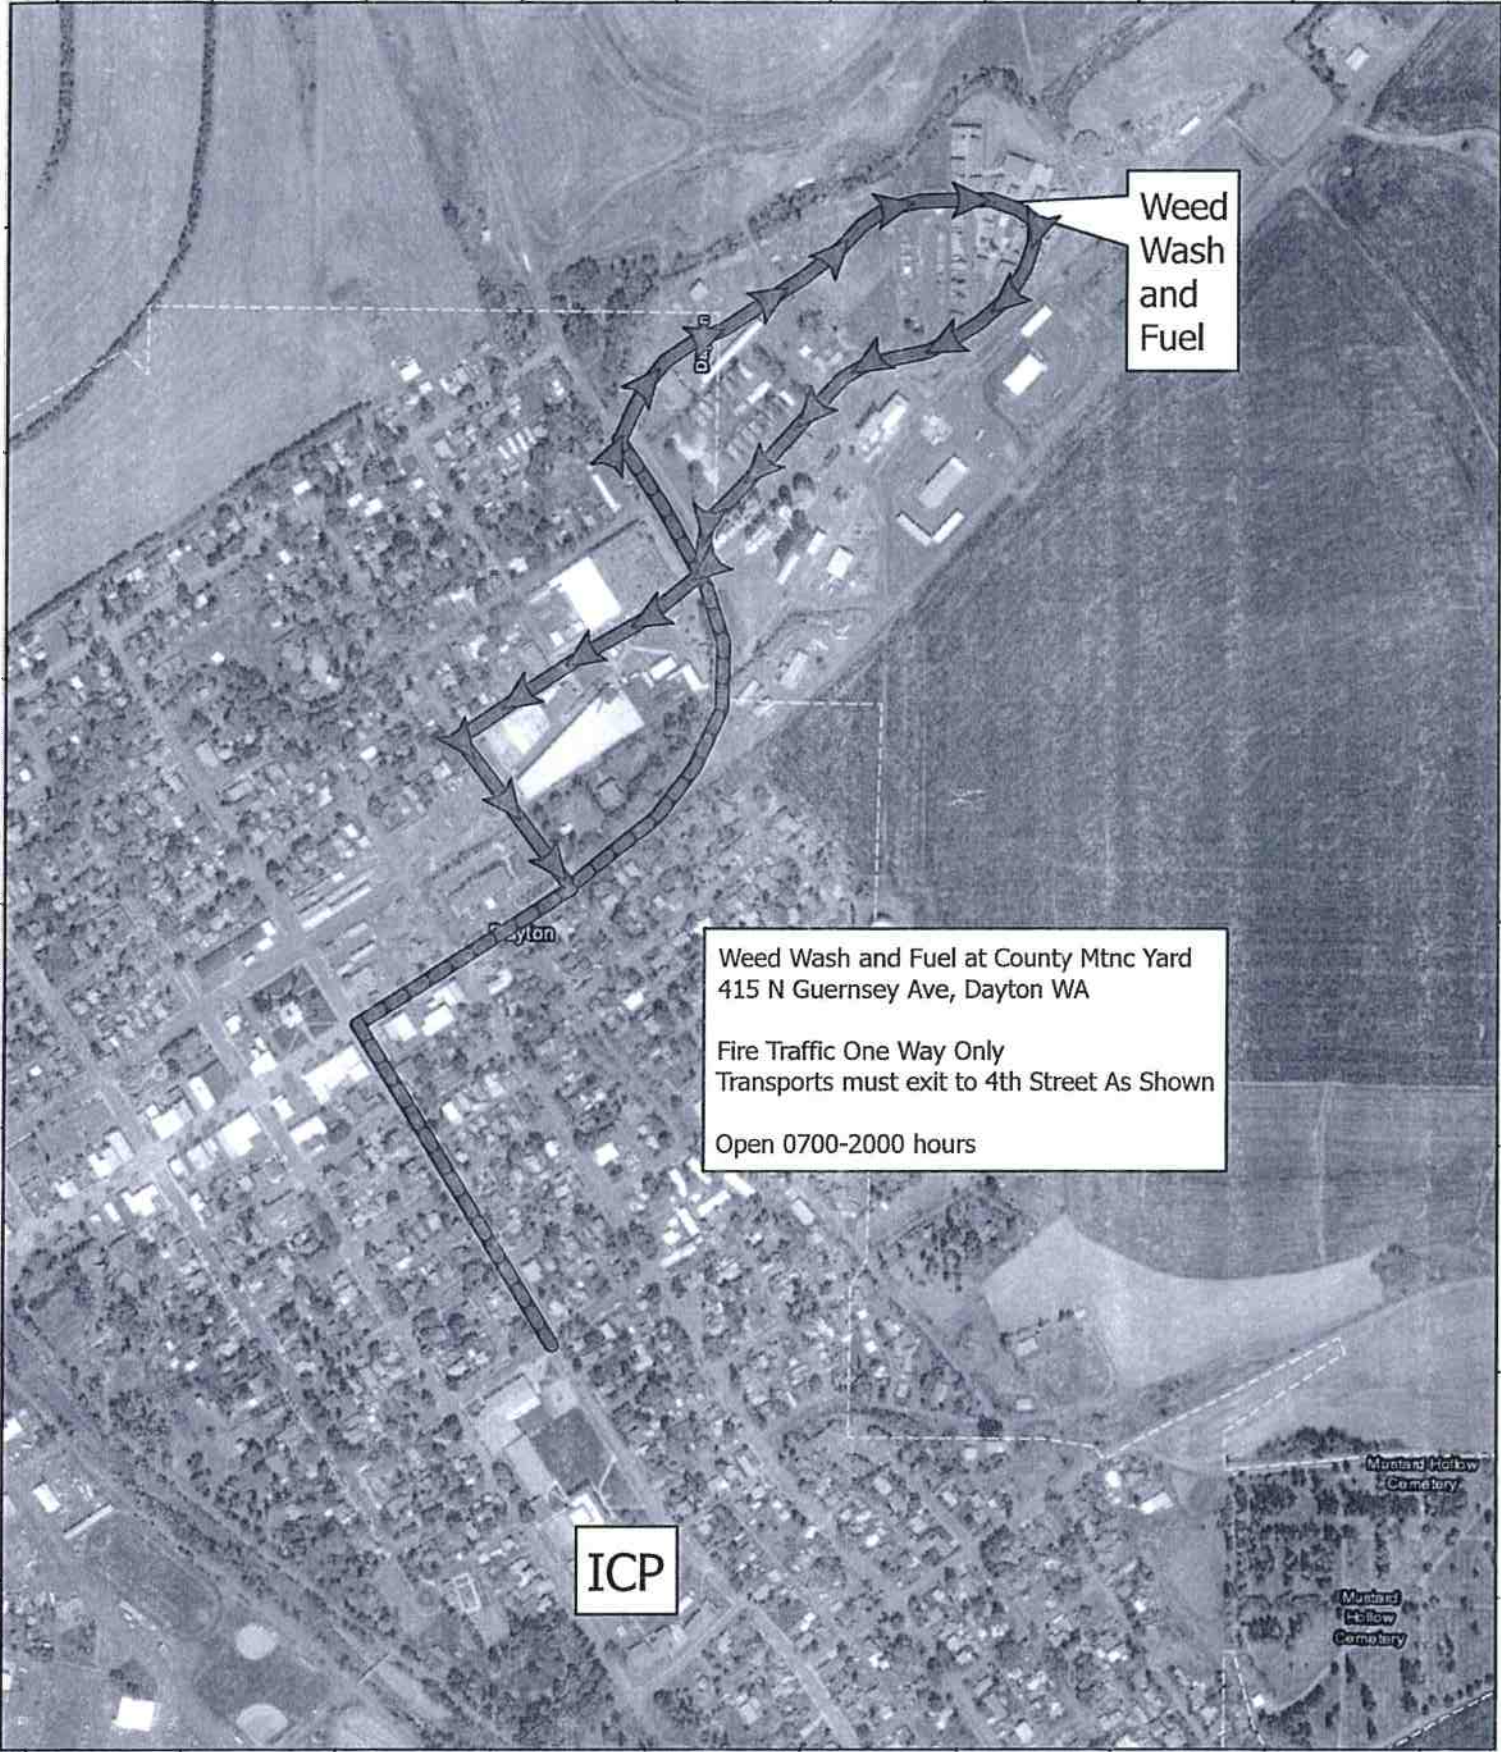 Weed
Wash
and
Fuel
Weed Wash and Fuel at County Mtnc Yard
415 N Guernsey Ave, Dayton WA
Fire Traffic One Way Only
Transports must exit to 4th Street As Shown
Open 0700-2000 hours
Mustard Hollow
Cemetery
ICP
Mustard
Hollow
Cemetery